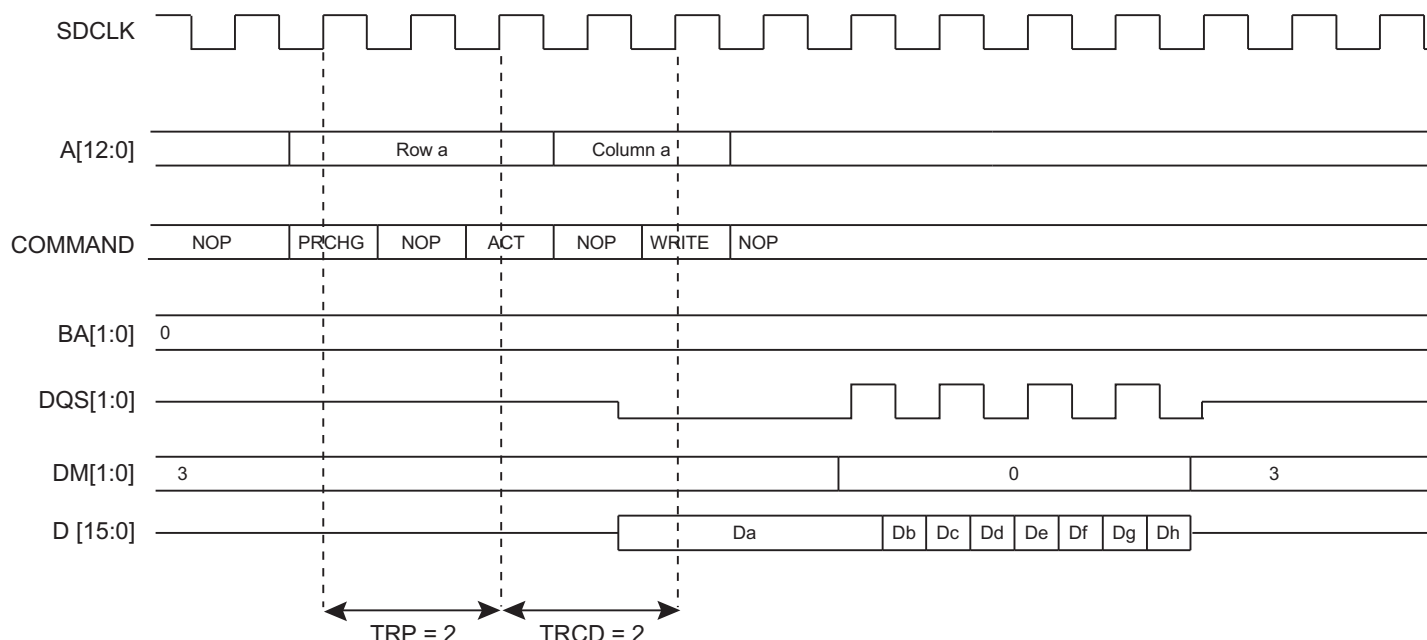 SDCLK
A[12:0] Row a Column a
COMMAND NOP PRCHG NOP ACT NOP WRITE NOP
BA[1:0] 0
DQS[1:0]
DM[1:0] 3 0 3
D [15:0] Da Db Dc Dd De Df Dg Dh
TRP = 2 TRCD = 2